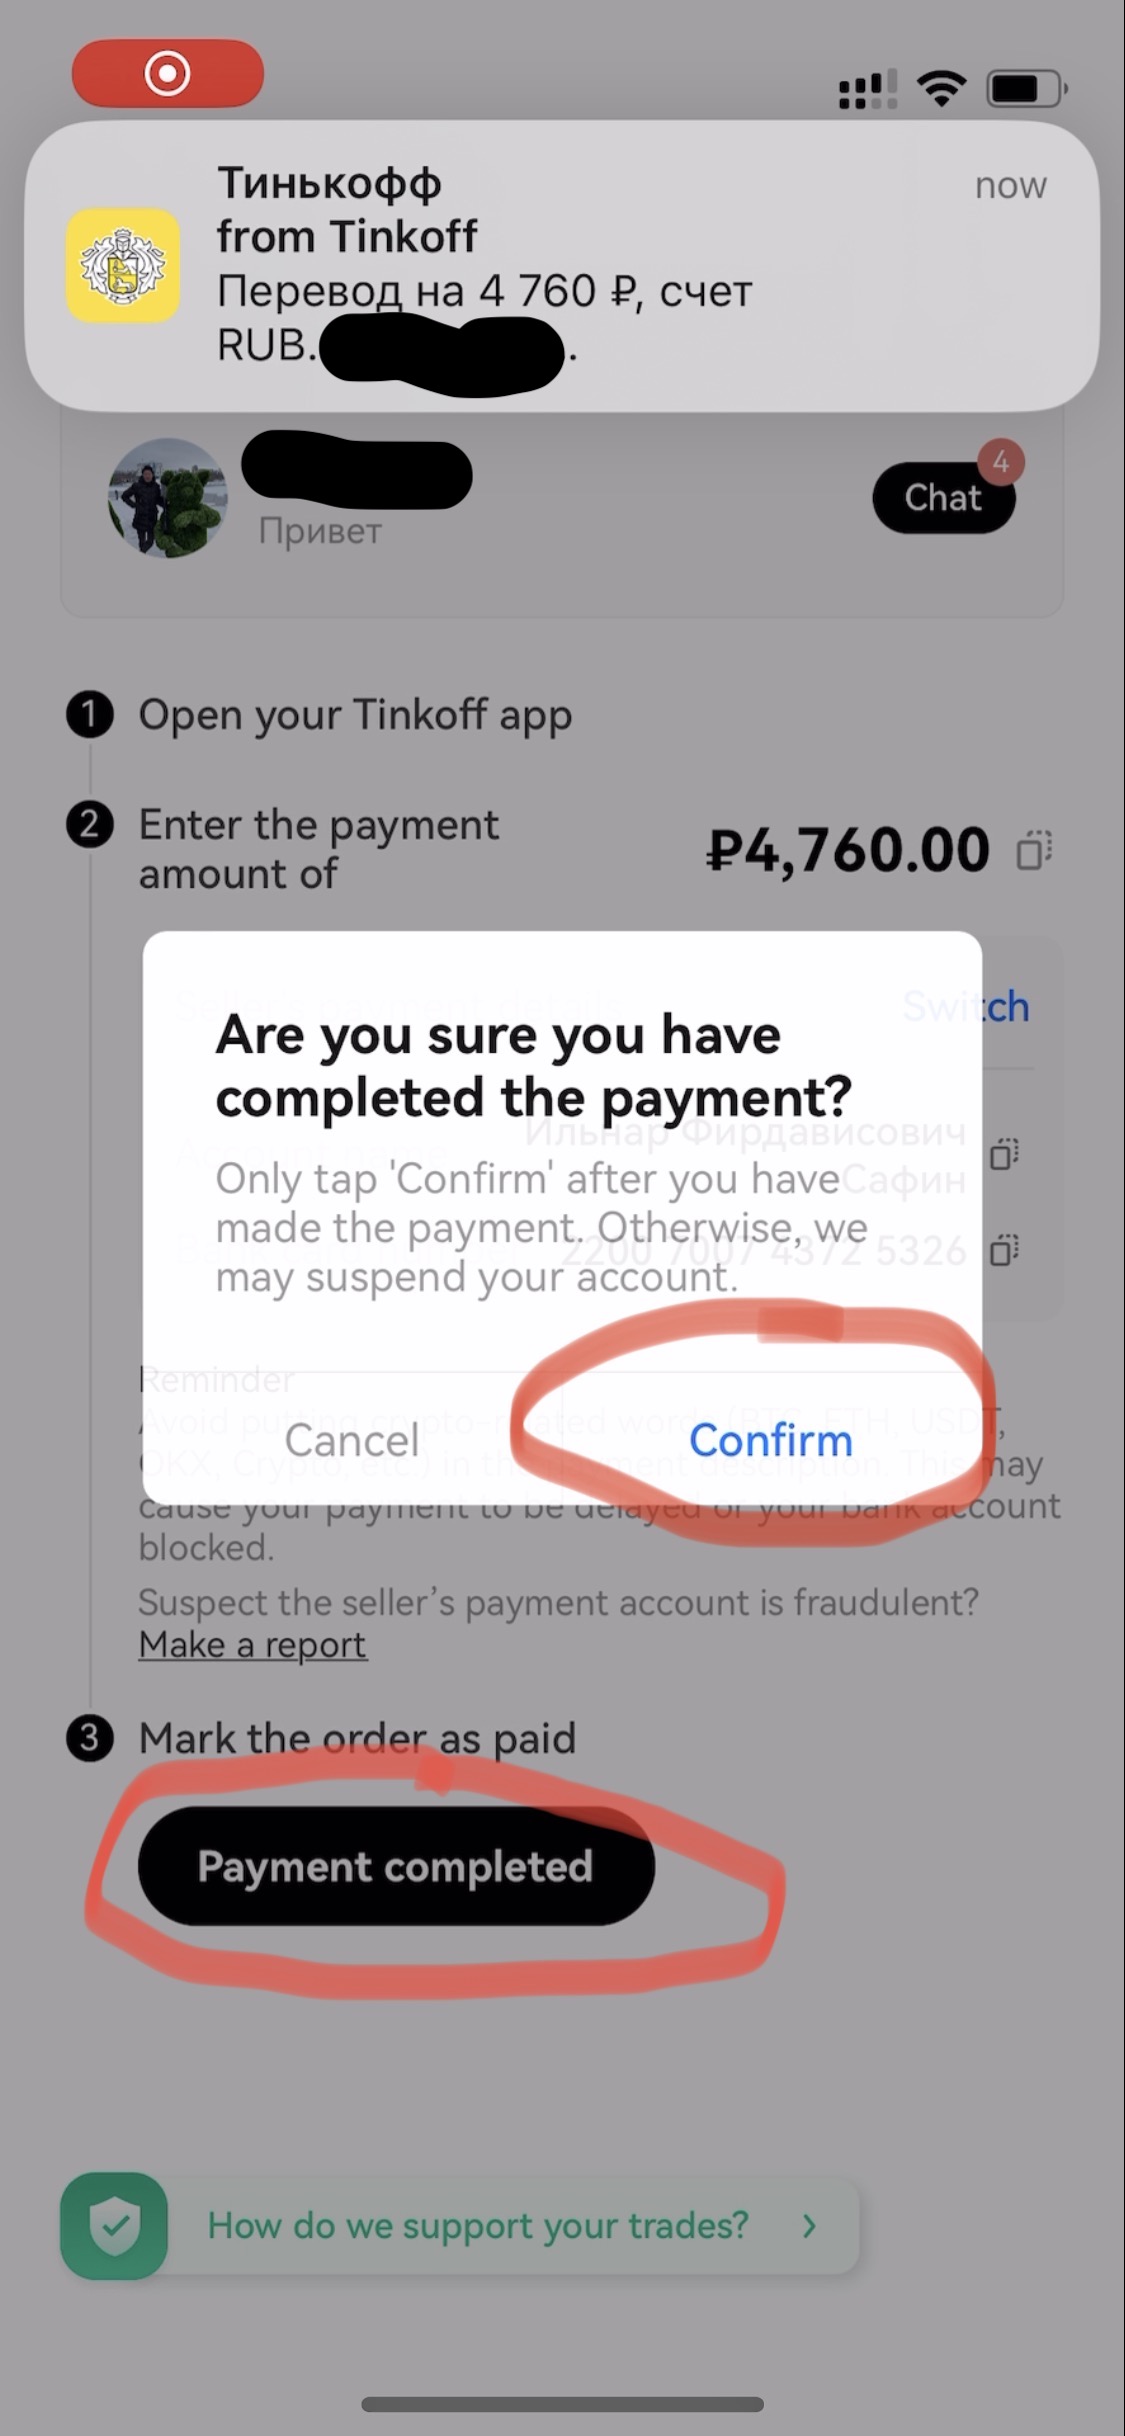 Тинькофф
now
from Tinkoff
Перевод на 4 760 ₽, счет
RUB. .
Привет
Chat
4
1 Open your Tinkoff app
2 Enter the payment
amount of
₽4,760.00
Seller's payment details
Switch
Are you sure you have
completed the payment?
Account name
Ильнар Фирдависович
Сафин
Only tap 'Confirm' after you have
made the payment. Otherwise, we
may suspend your account.
2200 7007 4372 5326
Cancel
Confirm
Reminder
Avoid putting crypto-related words (BTC, ETH, USDT,
OKX, Crypto, etc.) in the payment description. This may
cause your payment to be delayed or your bank account
blocked.
Suspect the seller’s payment account is fraudulent?
Make a report
3 Mark the order as paid
Payment completed
How do we support your trades?